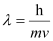 λ = h / mv